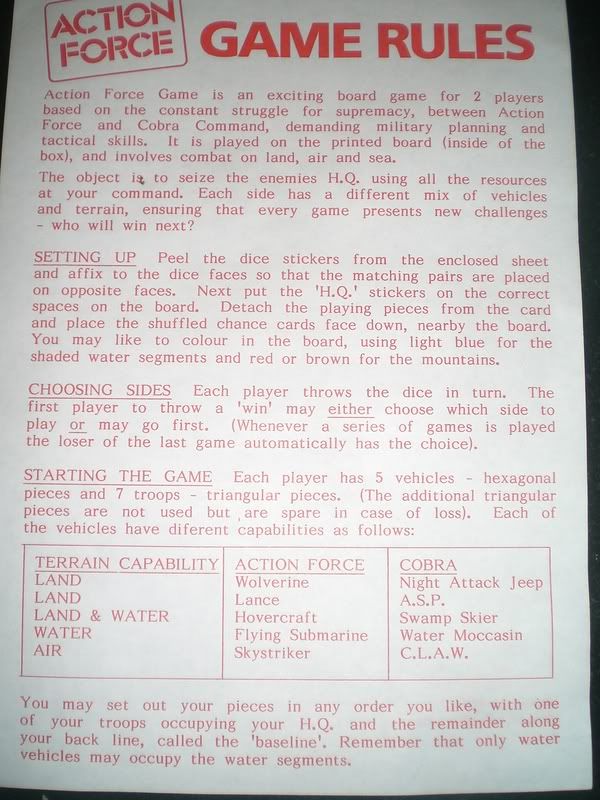 ACTION
FORCE
GAME RULES
Action Force Game is an exciting board game for 2 players
based on the constant struggle for supremacy, between Action
Force and Cobra Command, demanding military planning and
tactical skills. It is played on the printed board (inside of the
box), and involves combat on land, air and sea.
The object is to seize the enemies H.Q. using all the resources
at your command. Each side has a different mix of vehicles
and terrain, ensuring that every game presents new challenges
- who will win next?
SETTING UP Peel the dice stickers from the enclosed sheet
and affix to the dice faces so that the matching pairs are placed
on opposite faces. Next put the 'H.Q.' stickers on the correct
spaces on the board. Detach the playing pieces from the card
and place the shuffled chance cards face down, nearby the board.
You may like to colour in the board, using light blue for the
shaded water segments and red or brown for the mountains.
CHOOSING SIDES Each player throws the dice in turn. The
first player to throw a 'win' may either choose which side to
play or may go first. (Whenever a series of games is played
the loser of the last game automatically has the choice).
STARTING THE GAME Each player has 5 vehicles - hexagonal
pieces and 7 troops - triangular pieces. (The additional triangular
pieces are not used but are spare in case of loss). Each of
the vehicles have diferent capabilities as follows:
TERRAIN CAPABILITY ACTION FORCE COBRA
LAND Wolverine Night Attack Jeep
LAND Lance A.S.P.
LAND & WATER Hovercraft Swamp Skier
WATER Flying Submarine Water Moccasin
AIR Skystriker C.L.A.W.
You may set out your pieces in any order you like, with one
of your troops occupying your H.Q. and the remainder along
your back line, called the 'baseline'. Remember that only water
vehicles may occupy the water segments.